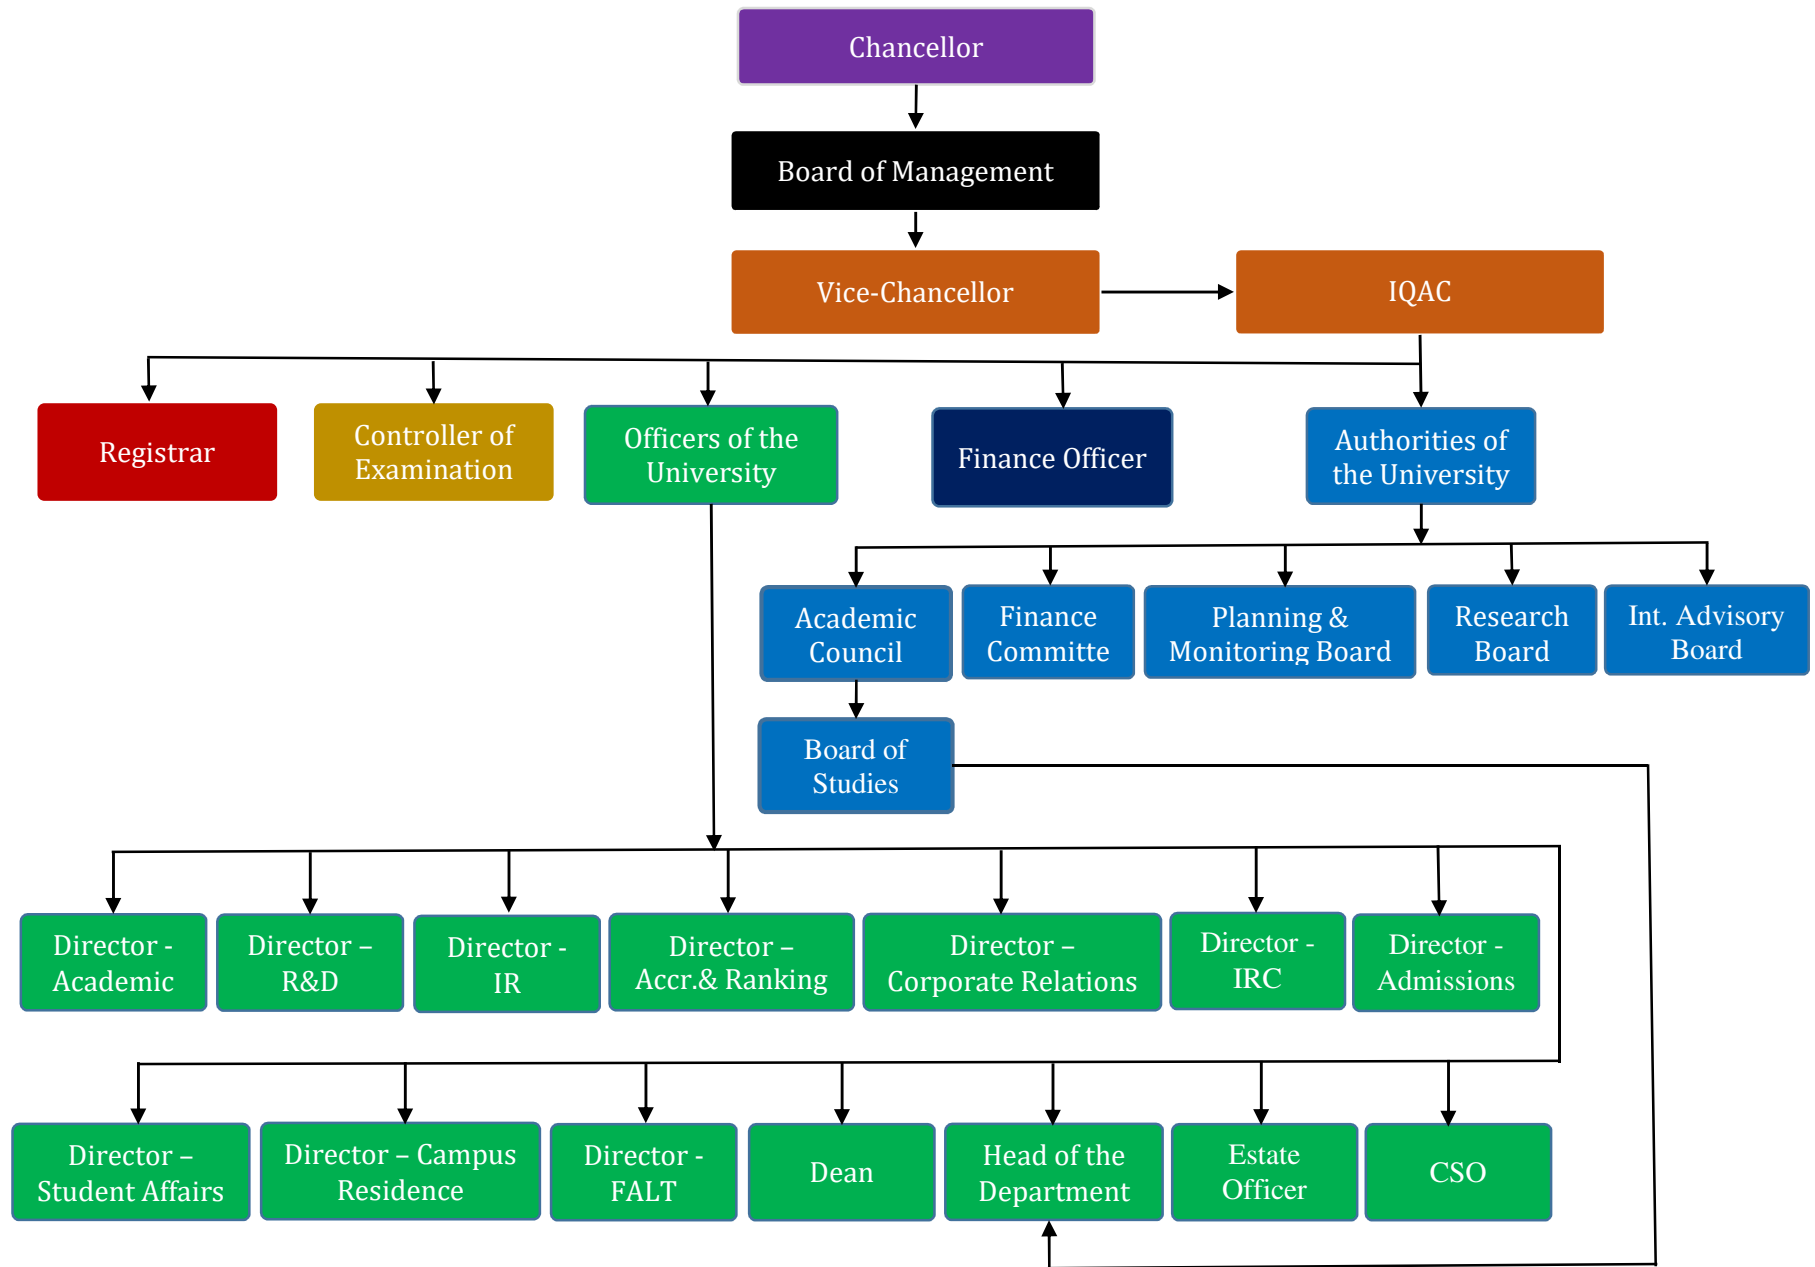 Chancellor
Board of Management
Vice-Chancellor
IQAC
Registrar
Controller of
Examination
Officers of the
University
Finance Officer
Authorities of
the University
Academic
Council
Finance
Committe
Planning &
Monitoring Board
Research
Board
Int. Advisory
Board
Board of
Studies
Director -
Academic
Director –
R&D
Director -
IR
Director –
Accr.& Ranking
Director –
Corporate Relations
Director -
IRC
Director -
Admissions
Director –
Student Affairs
Director – Campus
Residence
Director -
FALT
Dean
Head of the
Department
Estate
Officer
CSO